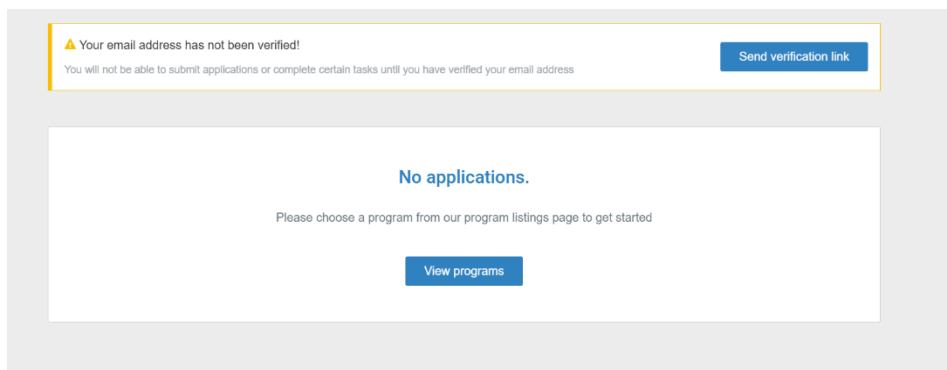 Your email address has not been verified!
You will not be able to submit applications or complete certain tasks until you have verified your email address
Send verification link
No applications.
Please choose a program from our program listings page to get started
View programs